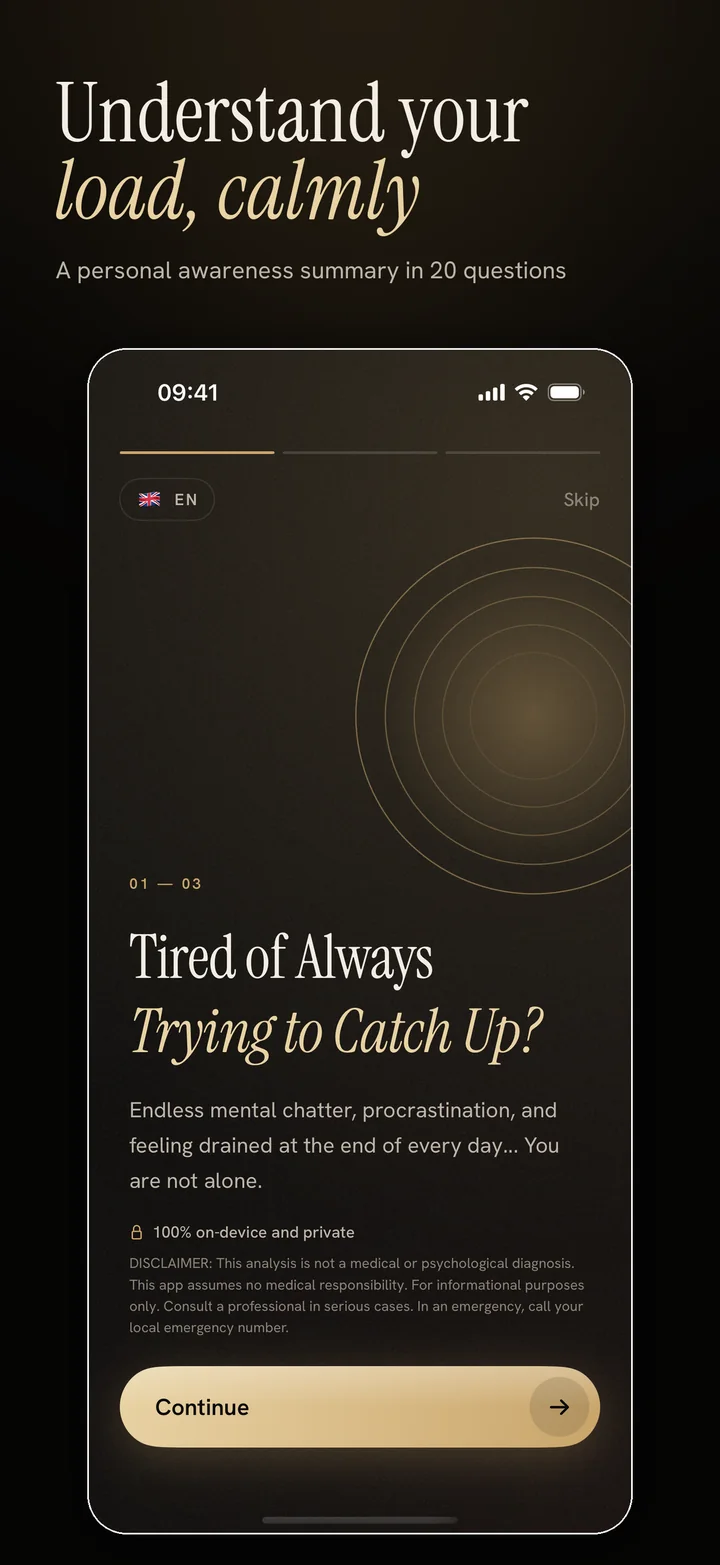 Understand your
load, calmly
A personal awareness summary in 20 questions
09:41
EN
Skip
01 — 03
Tired of Always
Trying to Catch Up?
Endless mental chatter, procrastination, and
feeling drained at the end of every day... You
are not alone.
100% on-device and private
DISCLAIMER: This analysis is not a medical or psychological diagnosis.
This app assumes no medical responsibility. For informational purposes
only. Consult a professional in serious cases. In an emergency, call your
local emergency number.
Continue